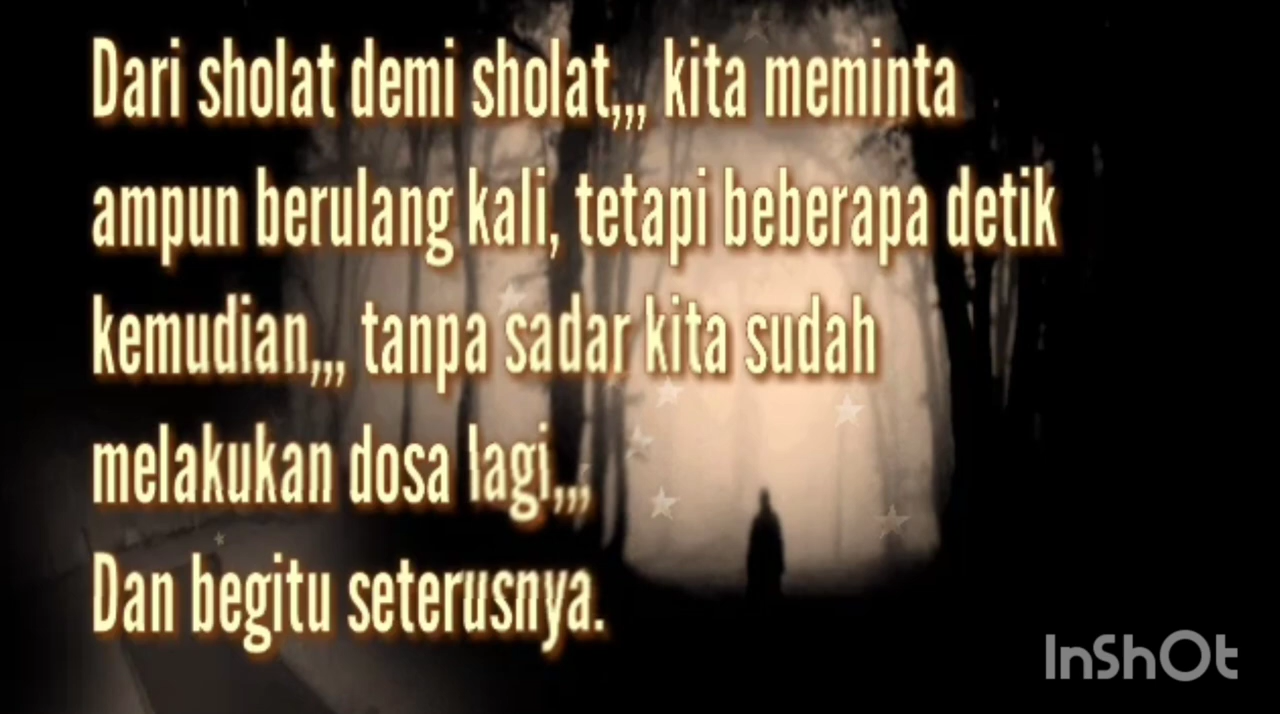 Dari sholat demi sholat,,, kita meminta
ampun berulang kali, tetapi beberapa detik
kemudian,,, tanpa sadar kita sudah
melakukan dosa lagi,,,
Dan begitu seterusnya.
InShOt